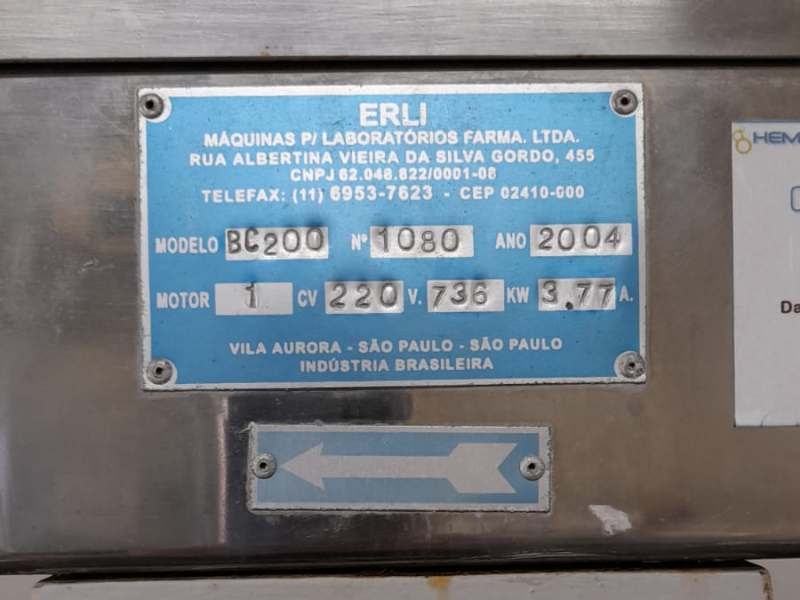 ERLI
MÁQUINAS P/ LABORATÓRIOS FARMA. LTDA.
RUA ALBERTINA VIEIRA DA SILVA GORDO, 455
CNPJ 62.048.822/0001-08
TELEFAX: (11) 6953-7623 - CEP 02410-000
MODELO BC200 Nº 1080 ANO 2004
MOTOR 1 CV 220 V. 736 KW 3.77 A.
VILA AURORA - SÃO PAULO - SÃO PAULO
INDÚSTRIA BRASILEIRA
HEM
Da